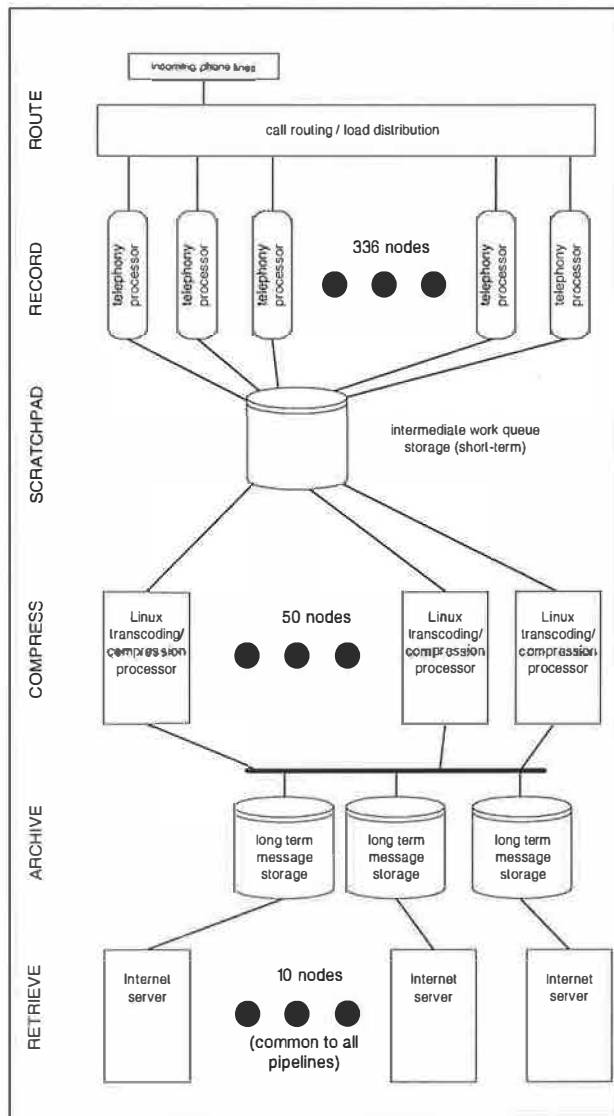 ROUTE
incoming phone lines
call routing / load distribution
RECORD
telephony
processor
telephony
processor
telephony
processor
336 nodes
telephony
processor
telephony
processor
SCRATCHPAD
intermediate work queue
storage (short-term)
COMPRESS
Linux
transcoding/
compression
processor
50 nodes
Linux
transcoding/
compression
processor
Linux
transcoding/
compression
processor
ARCHIVE
long term
message
storage
long term
message
storage
long term
message
storage
RETRIEVE
Internet
server
10 nodes
(common to all
pipelines)
Internet
server
Internet
server